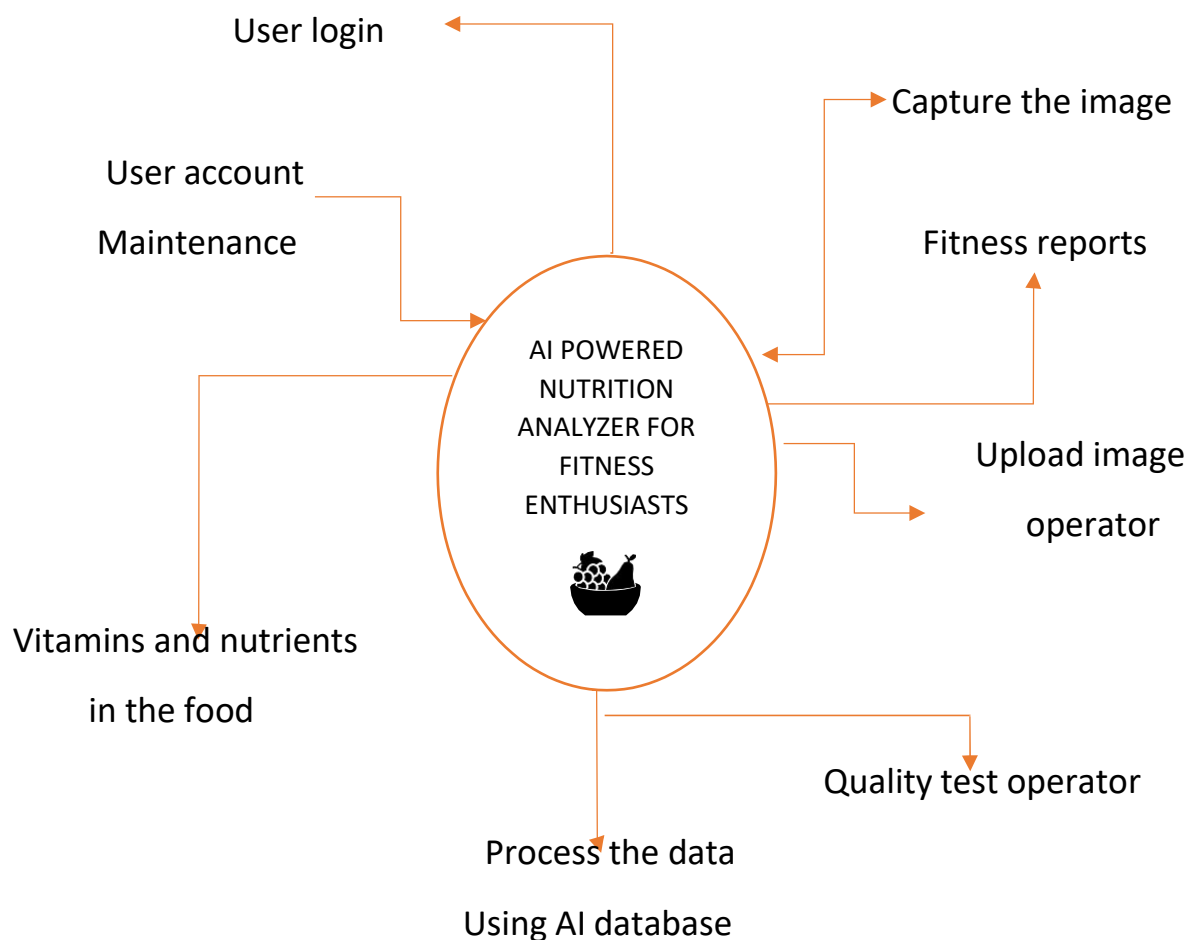 User login
Capture the image
User account
Maintenance
Fitness reports
AI POWERED
NUTRITION
ANALYZER FOR
FITNESS
ENTHUSIASTS
Upload image
operator
Vitamins and nutrients
in the food
Quality test operator
Process the data
Using AI database